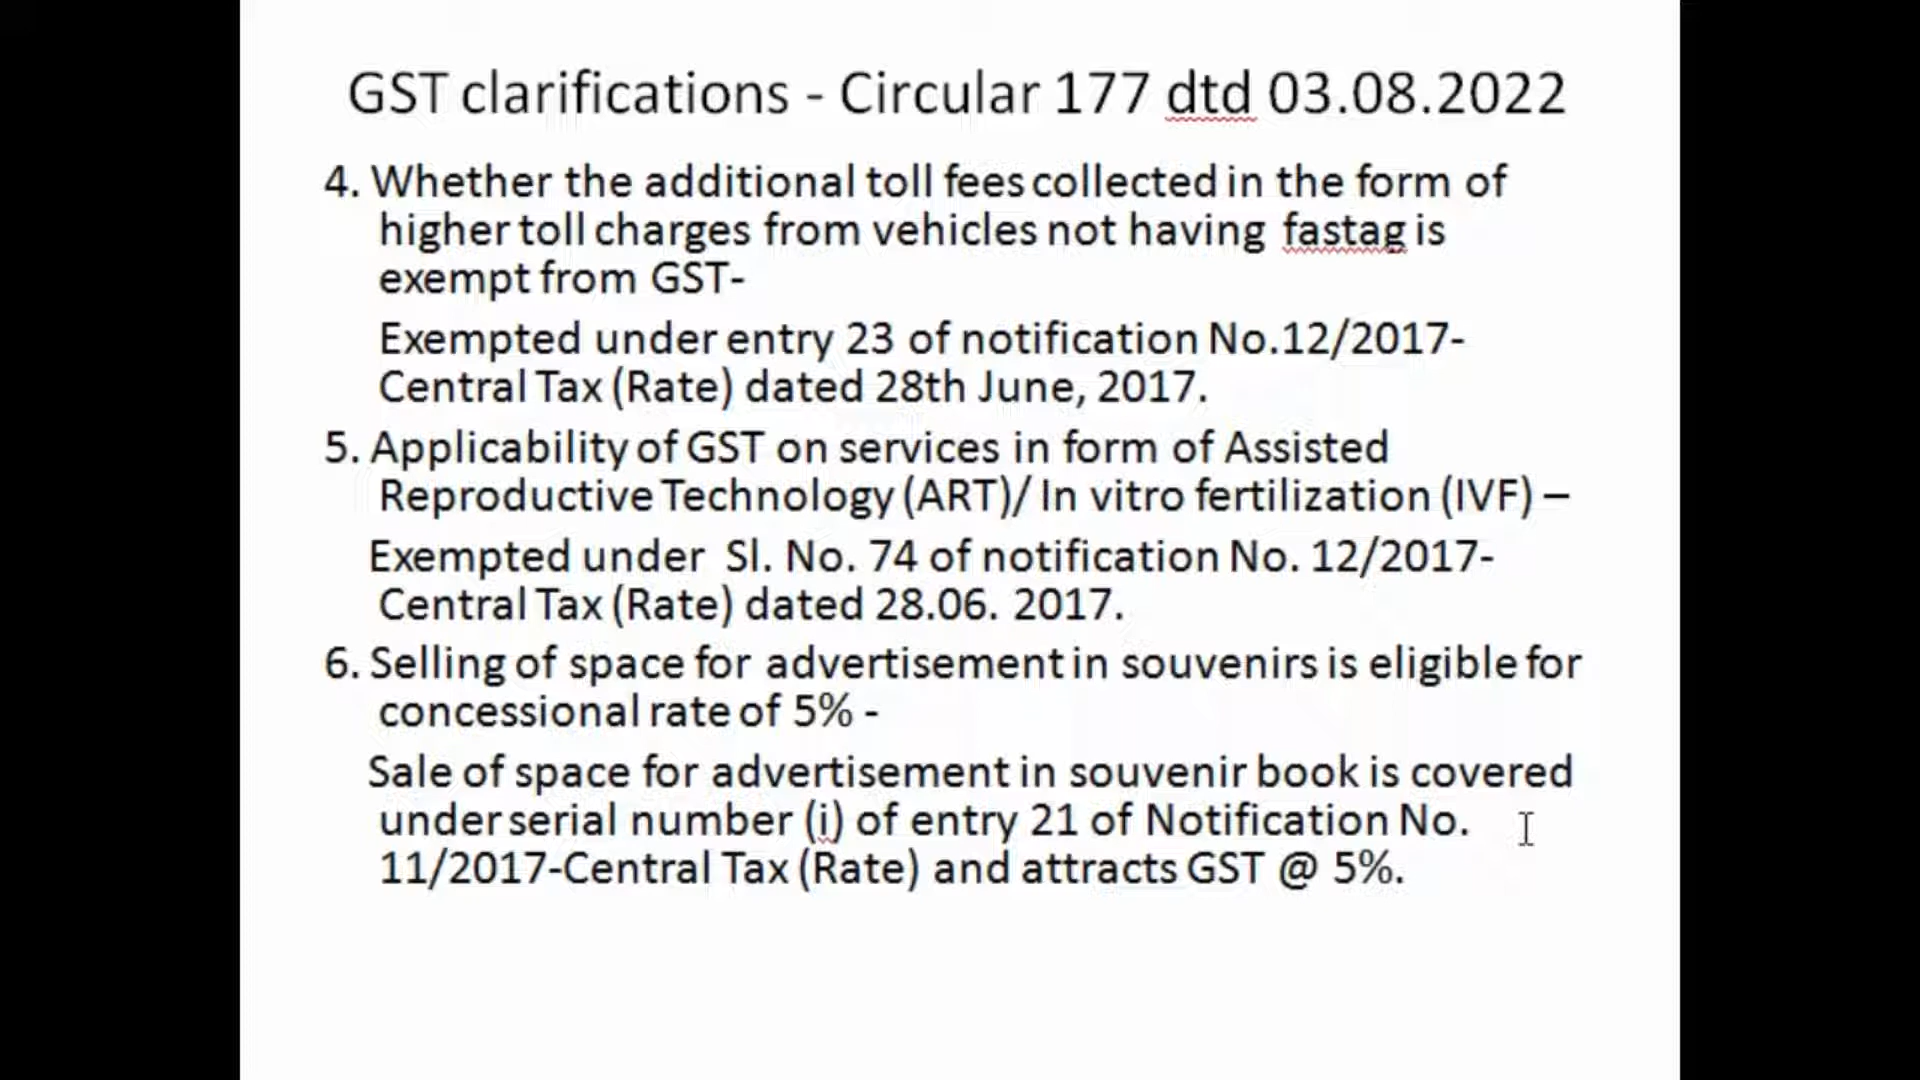 GST clarifications - Circular 177 dtd 03.08.2022
4. Whether the additional toll fees collected in the form of
higher toll charges from vehicles not having fastag is
exempt from GST-
Exempted under entry 23 of notification No.12/2017-
Central Tax (Rate) dated 28th June, 2017.
5. Applicability of GST on services in form of Assisted
Reproductive Technology (ART)/ In vitro fertilization (IVF) –
Exempted under Sl. No. 74 of notification No. 12/2017-
Central Tax (Rate) dated 28.06. 2017.
6. Selling of space for advertisement in souvenirs is eligible for
concessional rate of 5% -
Sale of space for advertisement in souvenir book is covered
under serial number (i) of entry 21 of Notification No.
11/2017-Central Tax (Rate) and attracts GST @ 5%.